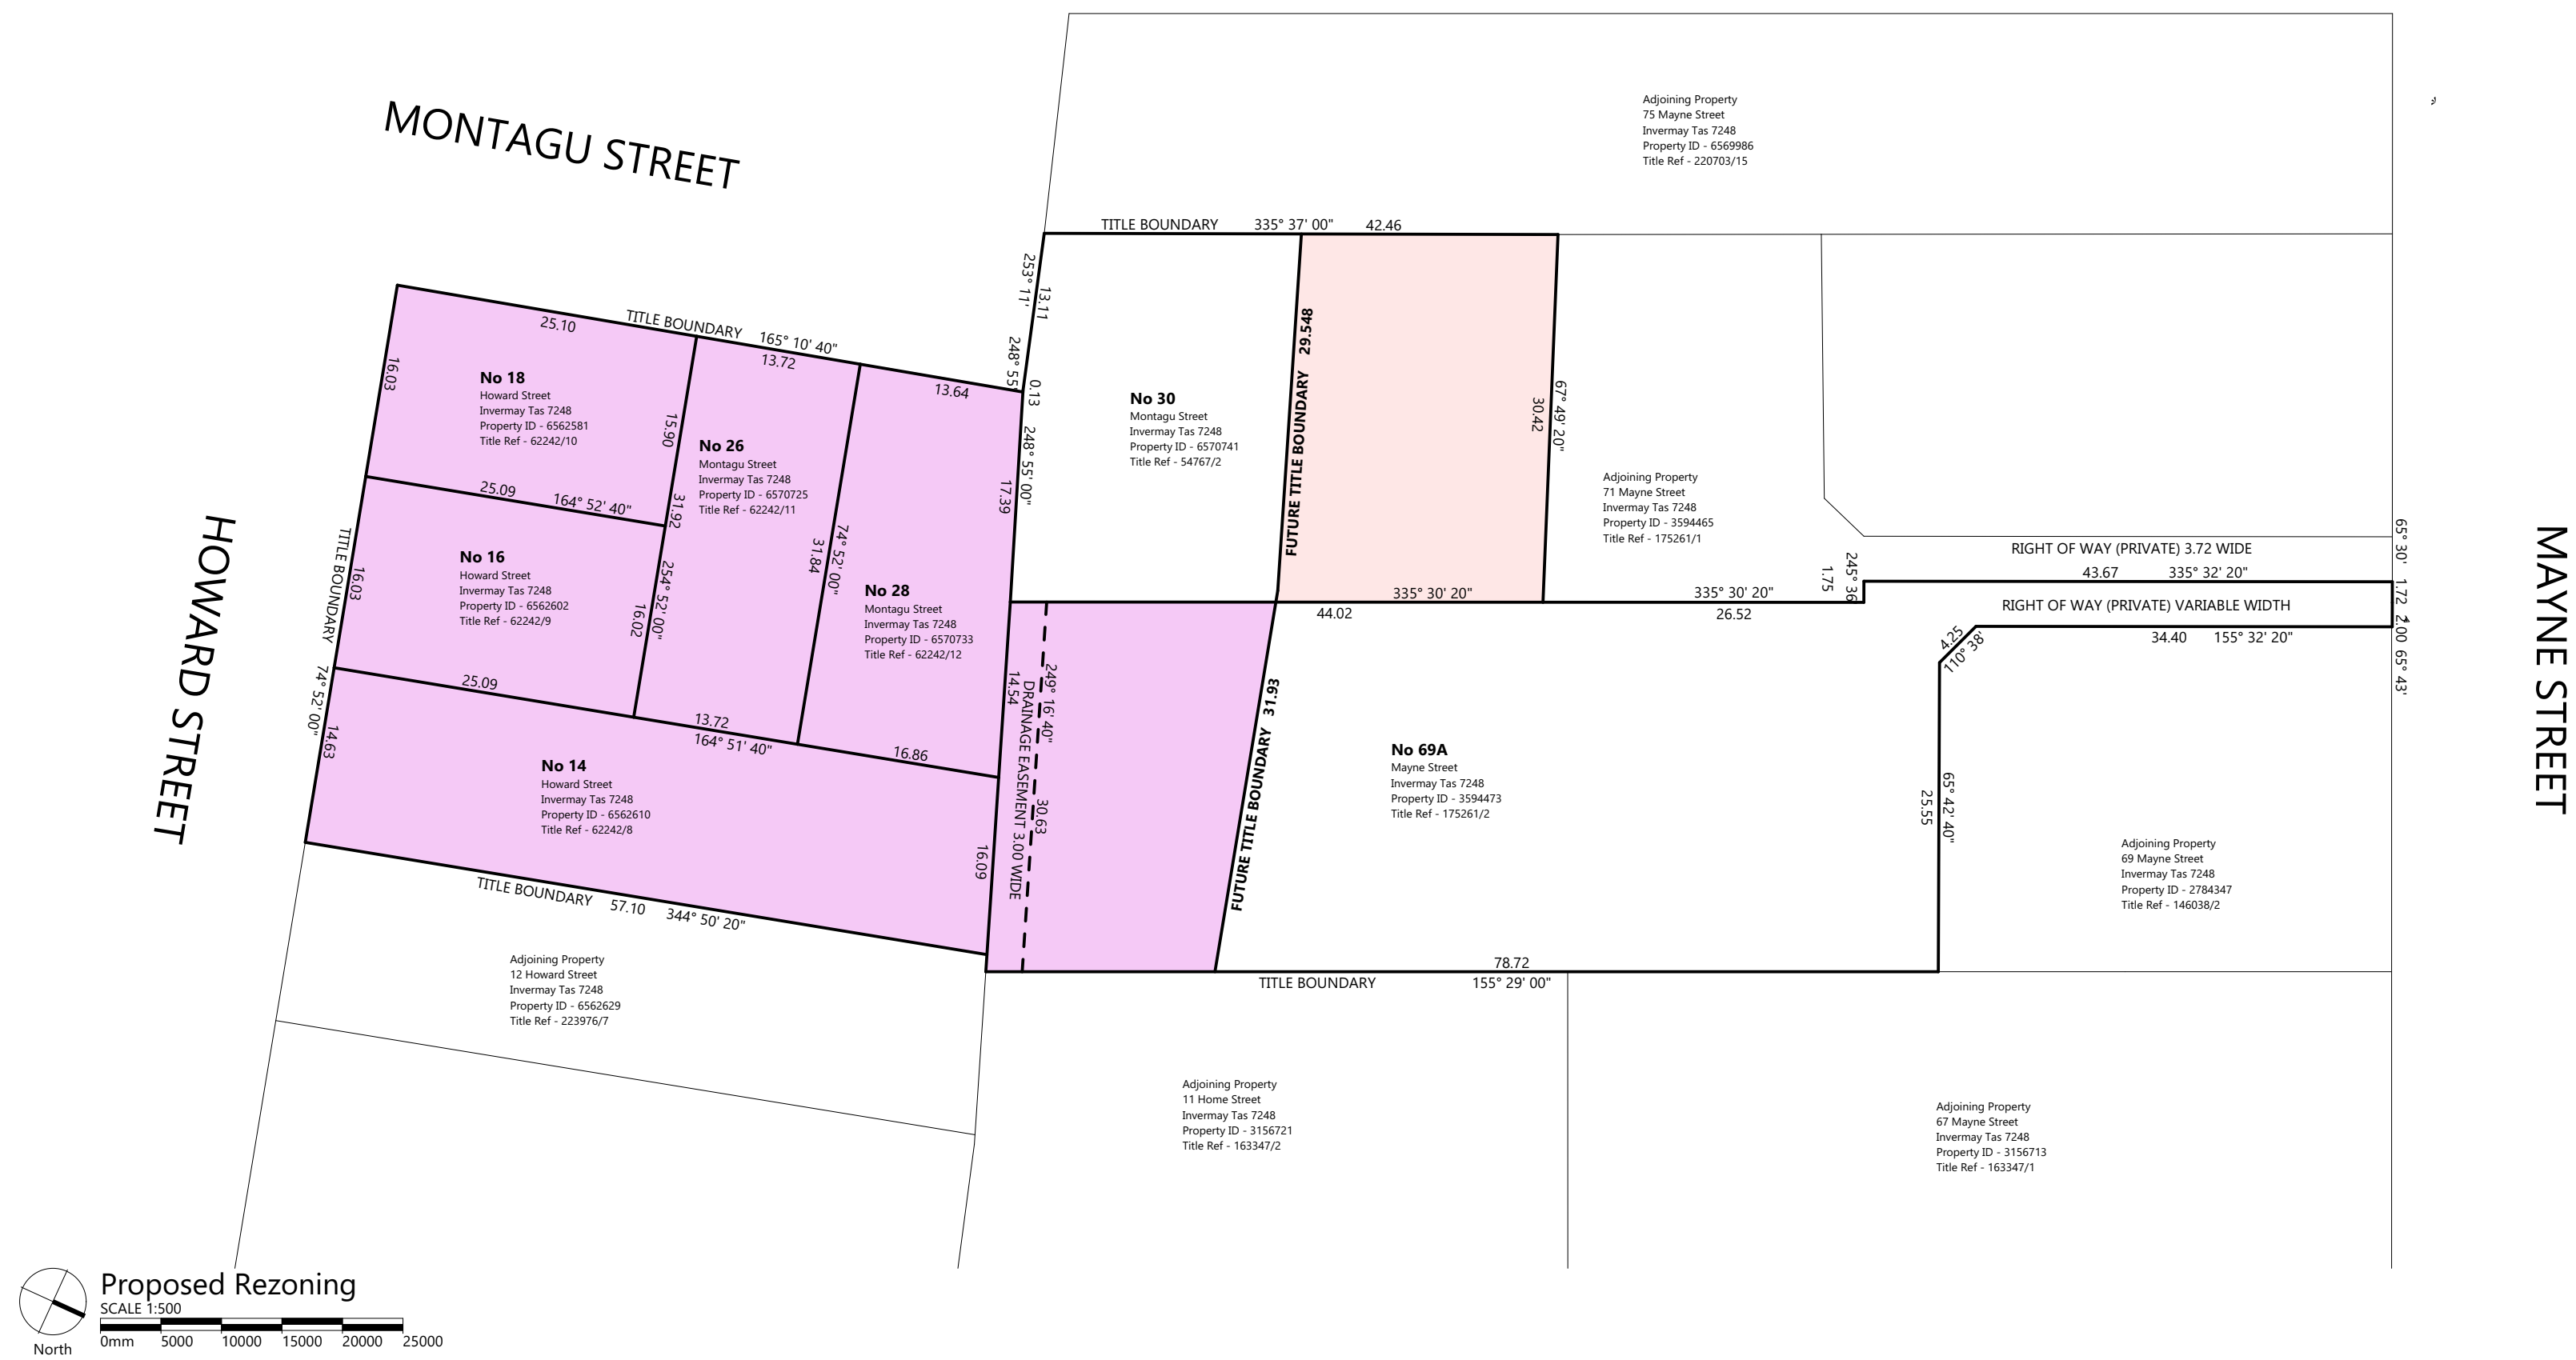 MONTAGU STREET
HOWARD STREET
MAYNE STREET
Adjoining Property
75 Mayne Street
Invermay Tas 7248
Property ID - 6569986
Title Ref - 220703/15
TITLE BOUNDARY 335° 37' 00" 42.46
253° 11'
13.11
248° 55'
0.13
248° 55' 00"
17.39
TITLE BOUNDARY 165° 10' 40"
25.10
13.72
13.64
16.03
No 18
Howard Street
Invermay Tas 7248
Property ID - 6562581
Title Ref - 62242/10
15.90
25.09 164° 52' 40"
No 26
Montagu Street
Invermay Tas 7248
Property ID - 6570725
Title Ref - 62242/11
31.92
254° 52' 00"
16.02
74° 52' 00"
31.84
No 16
Howard Street
Invermay Tas 7248
Property ID - 6562602
Title Ref - 62242/9
TITLE BOUNDARY
16.03
74° 52' 00"
14.63
No 28
Montagu Street
Invermay Tas 7248
Property ID - 6570733
Title Ref - 62242/12
25.09
13.72
164° 51' 40"
16.86
No 14
Howard Street
Invermay Tas 7248
Property ID - 6562610
Title Ref - 62242/8
TITLE BOUNDARY 57.10 344° 50' 20"
14.54
16.09
DRAINAGE EASEMENT 3.00 WIDE
249° 16' 40"
30.63
No 30
Montagu Street
Invermay Tas 7248
Property ID - 6570741
Title Ref - 54767/2
FUTURE TITLE BOUNDARY 29.548
30.42
67° 49' 20"
335° 30' 20"
44.02
Adjoining Property
71 Mayne Street
Invermay Tas 7248
Property ID - 3594465
Title Ref - 175261/1
335° 30' 20"
26.52
1.75
245° 36'
RIGHT OF WAY (PRIVATE) 3.72 WIDE
43.67 335° 32' 20"
RIGHT OF WAY (PRIVATE) VARIABLE WIDTH
34.40 155° 32' 20"
65° 30'
1.72
2.00
65° 43'
4.25
110° 38'
FUTURE TITLE BOUNDARY 31.93
No 69A
Mayne Street
Invermay Tas 7248
Property ID - 3594473
Title Ref - 175261/2
25.55
65° 42' 40"
78.72
TITLE BOUNDARY 155° 29' 00"
Adjoining Property
69 Mayne Street
Invermay Tas 7248
Property ID - 2784347
Title Ref - 146038/2
Adjoining Property
12 Howard Street
Invermay Tas 7248
Property ID - 6562629
Title Ref - 223976/7
Adjoining Property
11 Home Street
Invermay Tas 7248
Property ID - 3156721
Title Ref - 163347/2
Adjoining Property
67 Mayne Street
Invermay Tas 7248
Property ID - 3156713
Title Ref - 163347/1
Proposed Rezoning
SCALE 1:500
0mm 5000 10000 15000 20000 25000
North